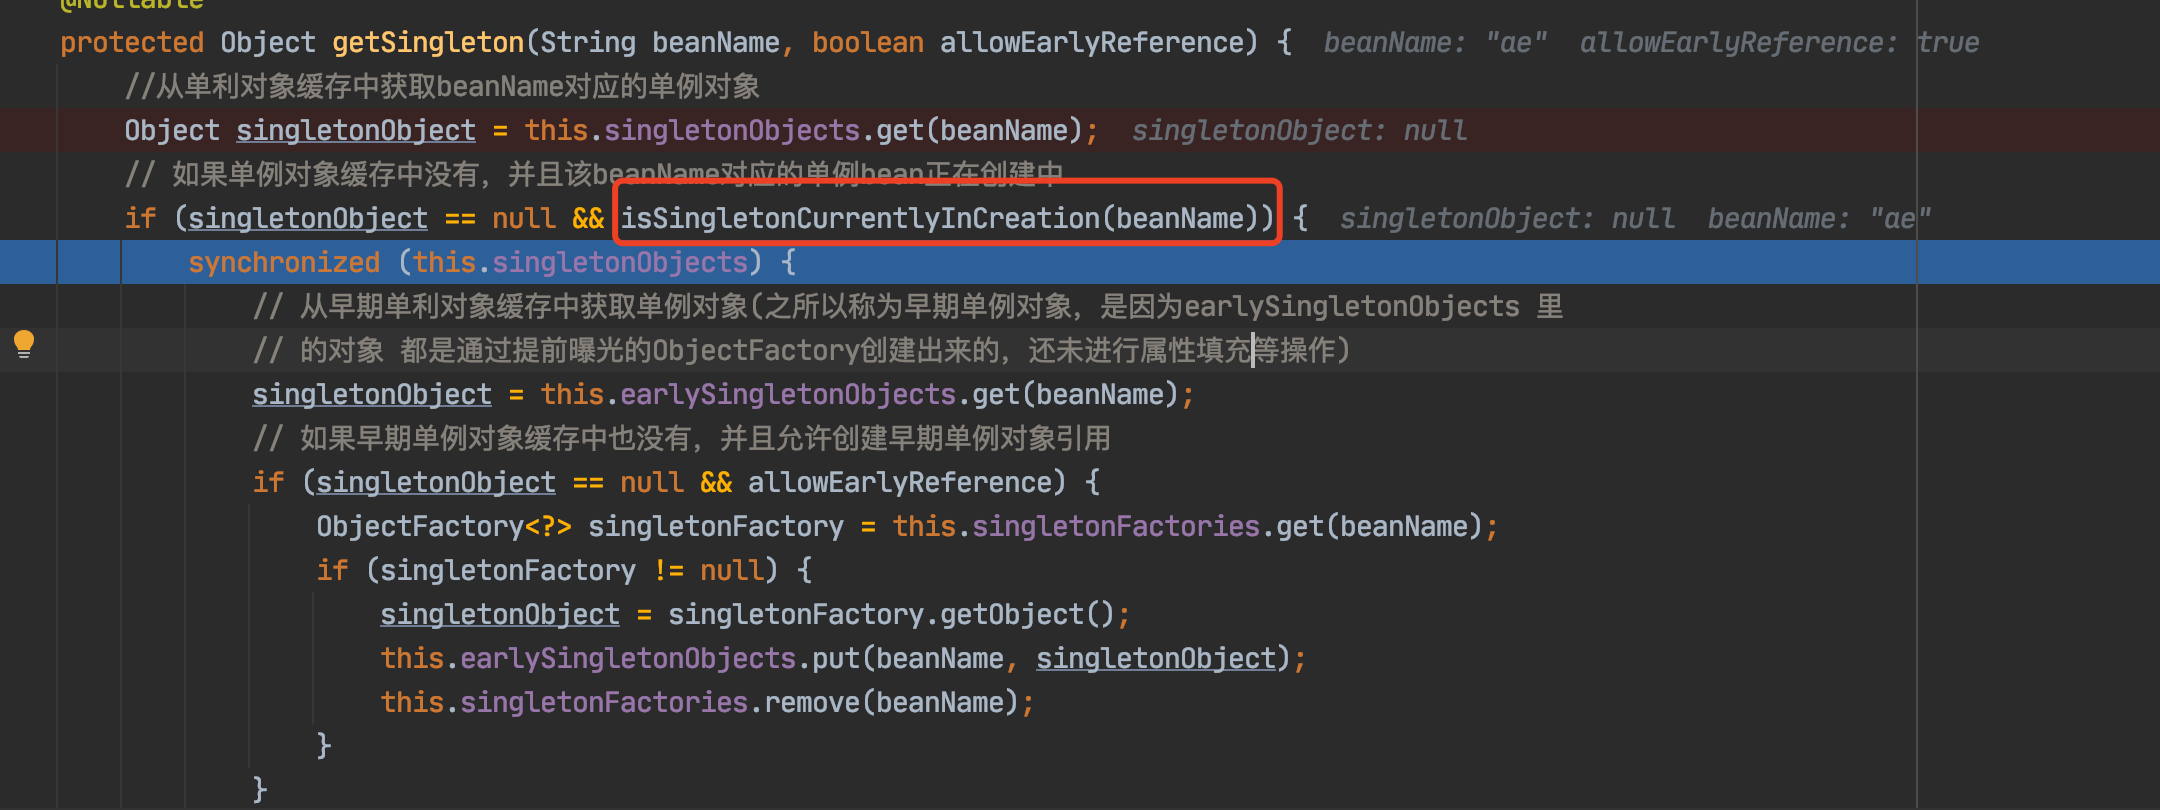 @Nullable
protected Object getSingleton(String beanName, boolean allowEarlyReference) {  beanName: "ae"  allowEarlyReference: true
//从单利对象缓存中获取beanName对应的单例对象
Object singletonObject = this.singletonObjects.get(beanName);  singletonObject: null
// 如果单例对象缓存中没有，并且该beanName对应的单例bean正在创建中
if (singletonObject == null && isSingletonCurrentlyInCreation(beanName)) {  singletonObject: null  beanName: "ae"
synchronized (this.singletonObjects) {
// 从早期单利对象缓存中获取单例对象(之所以称为早期单例对象，是因为earlySingletonObjects 里
// 的对象 都是通过提前曝光的ObjectFactory创建出来的，还未进行属性填充等操作)
singletonObject = this.earlySingletonObjects.get(beanName);
// 如果早期单例对象缓存中也没有，并且允许创建早期单例对象引用
if (singletonObject == null && allowEarlyReference) {
ObjectFactory<?> singletonFactory = this.singletonFactories.get(beanName);
if (singletonFactory != null) {
singletonObject = singletonFactory.getObject();
this.earlySingletonObjects.put(beanName, singletonObject);
this.singletonFactories.remove(beanName);
}
}